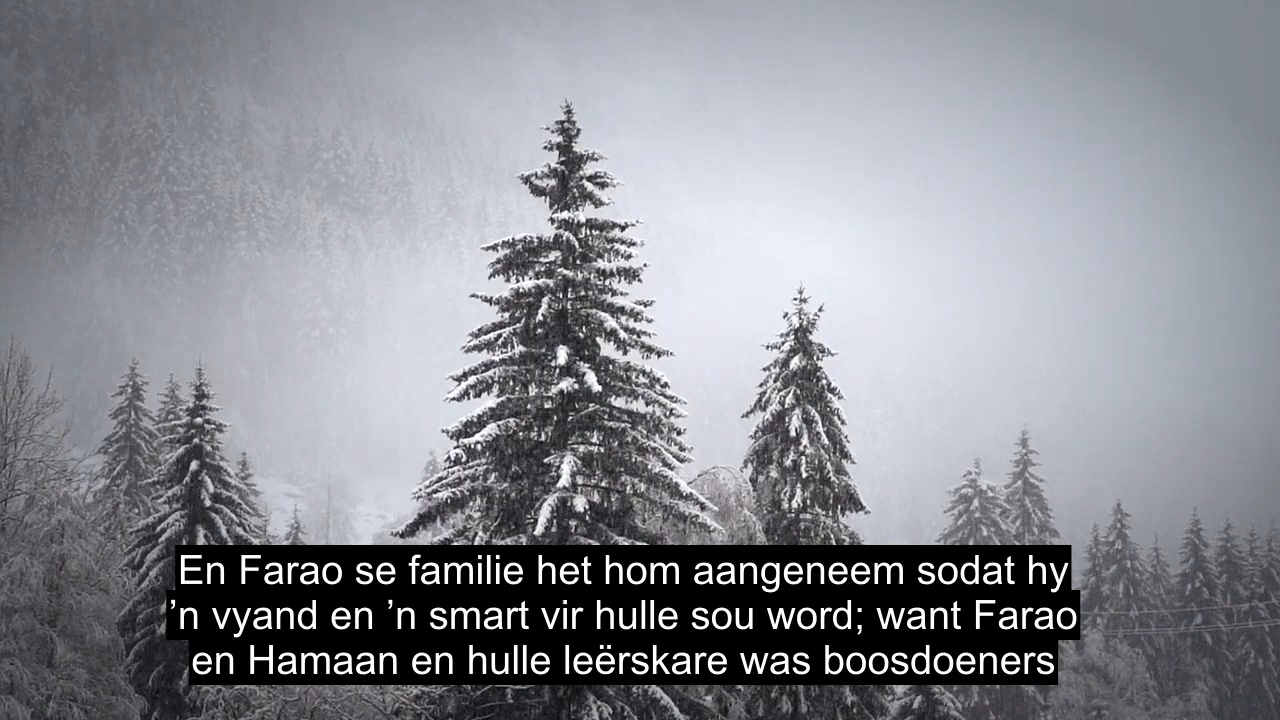 En Farao se familie het hom aangeneem sodat hy
’n vyand en ’n smart vir hulle sou word; want Farao
en Hamaan en hulle leërskare was boosdoeners